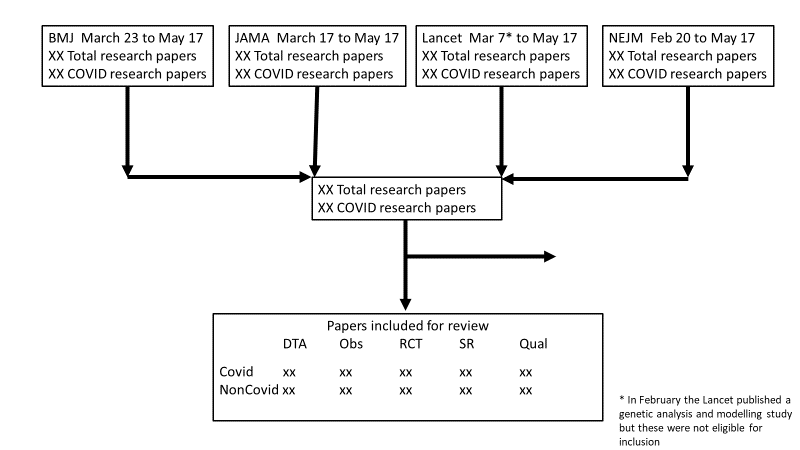 BMJ March 23 to May 17
XX Total research papers
XX COVID research papers
JAMA March 17 to May 17
XX Total research papers
XX COVID research papers
Lancet Mar 7* to May 17
XX Total research papers
XX COVID research papers
NEJM Feb 20 to May 17
XX Total research papers
XX COVID research papers
XX Total research papers
XX COVID research papers
Papers included for review
DTA Obs RCT SR Qual
Covid xx xx xx xx xx
NonCovid xx xx xx xx xx
* In February the Lancet published a
genetic analysis and modelling study
but these were not eligible for
inclusion